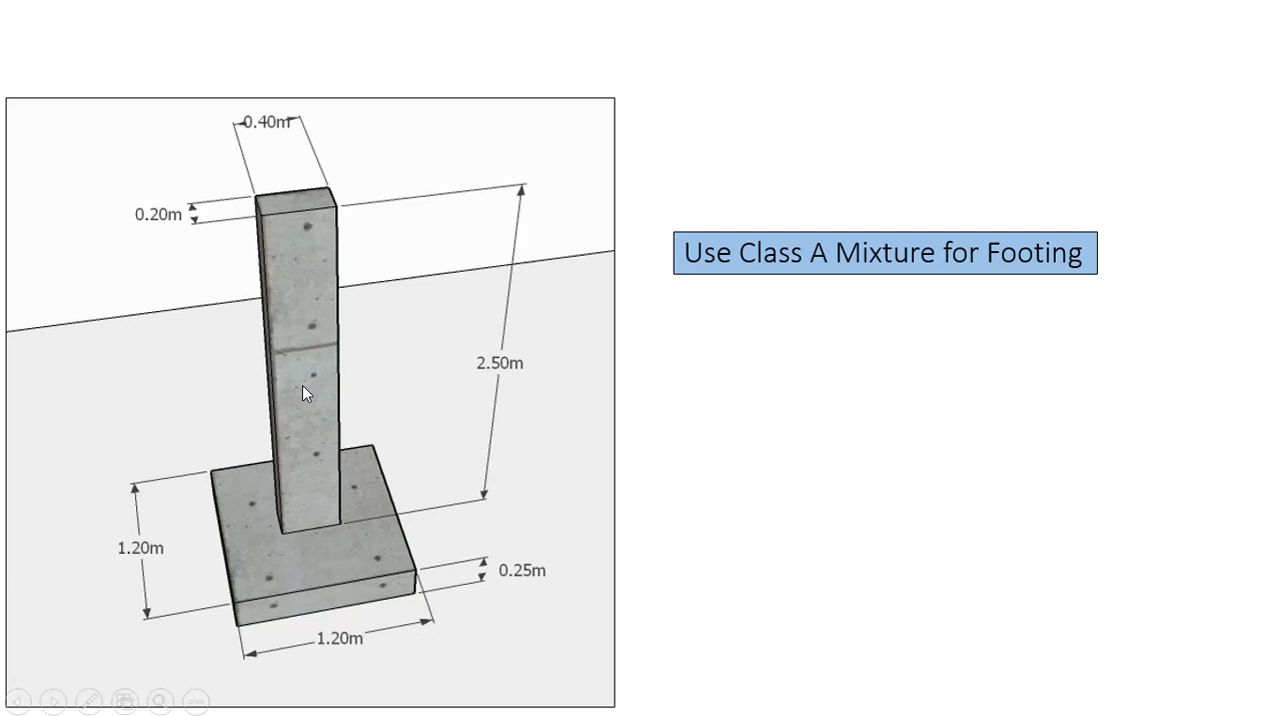 0.40m
0.20m
Use Class A Mixture for Footing
2.50m
1.20m
0.25m
1.20m